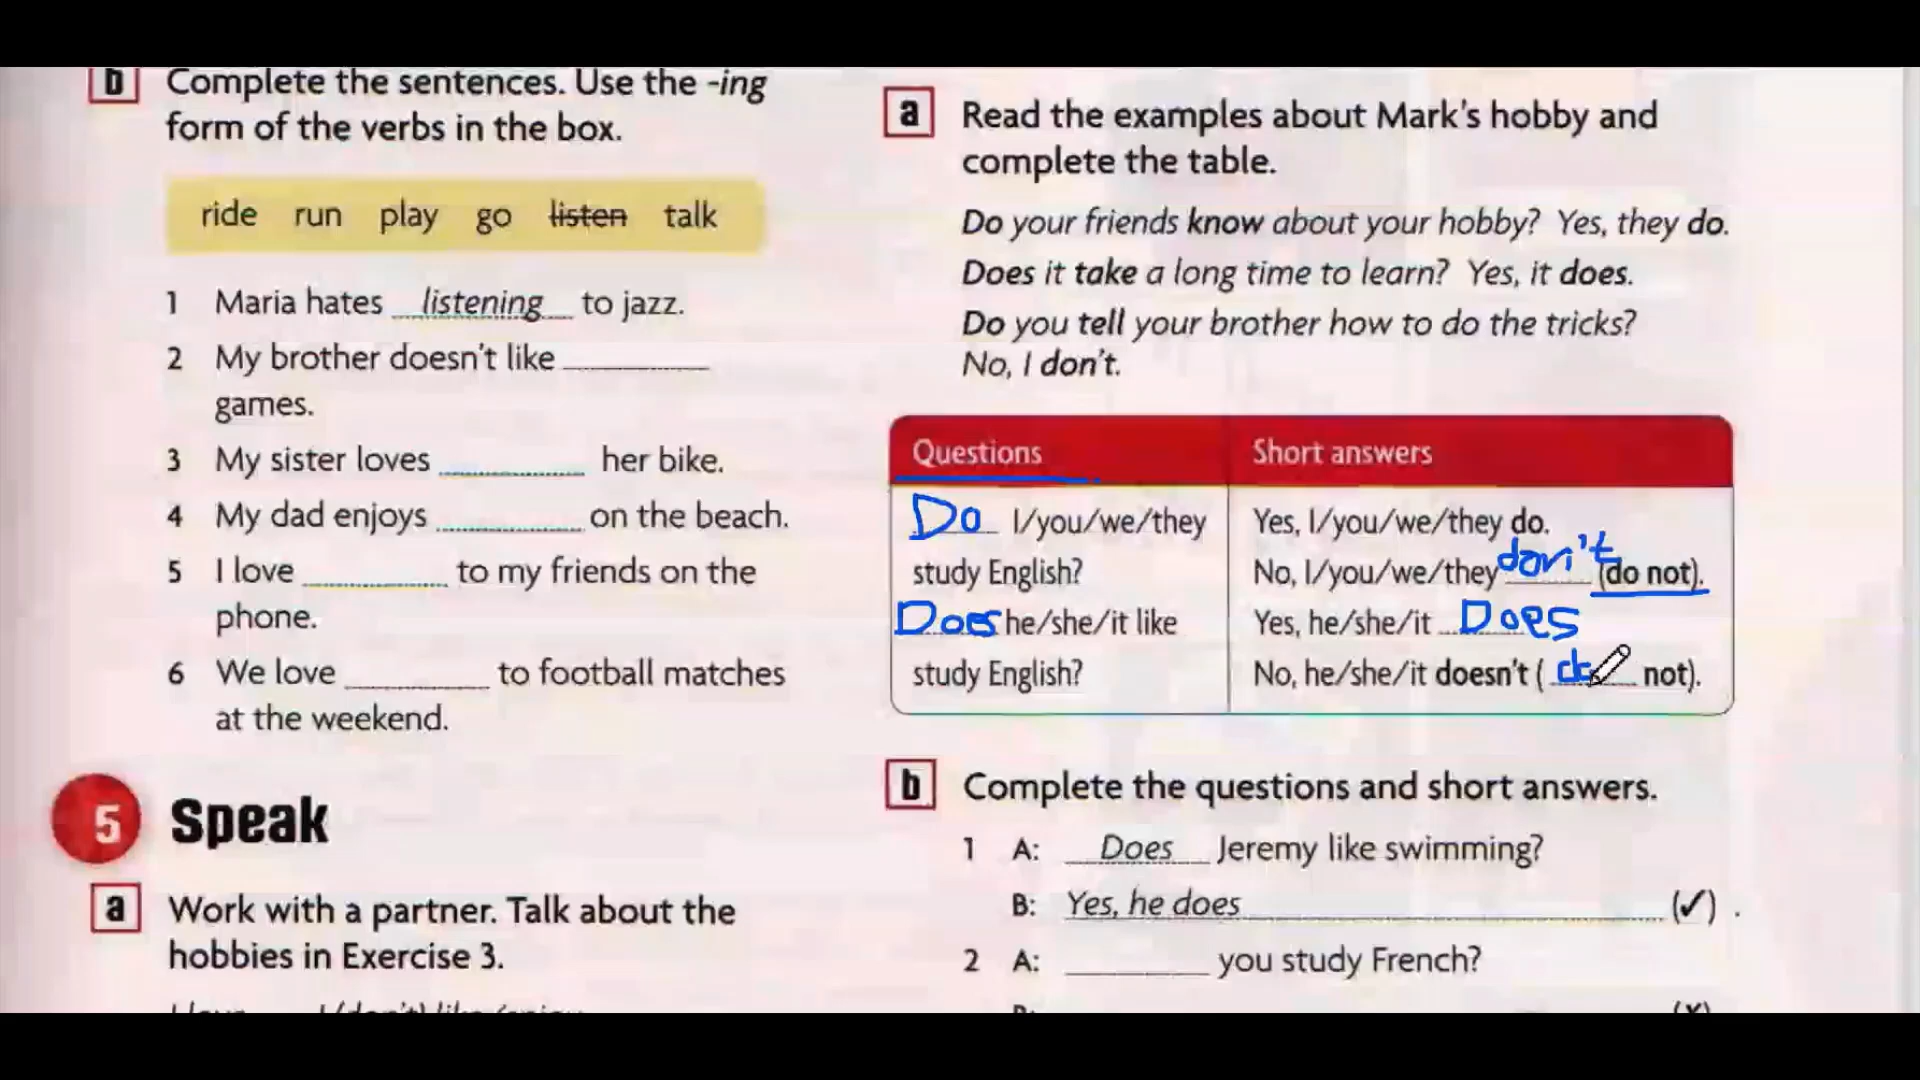 b Complete the sentences. Use the -ing
form of the verbs in the box.
ride run play go listen talk
1 Maria hates listening to jazz.
2 My brother doesn't like
games.
3 My sister loves her bike.
4 My dad enjoys on the beach.
5 I love to my friends on the
phone.
6 We love to football matches
at the weekend.
5 Speak
a Work with a partner. Talk about the
hobbies in Exercise 3.
I love I (don't) like/enjoy
a Read the examples about Mark's hobby and
complete the table.
Do your friends know about your hobby? Yes, they do.
Does it take a long time to learn? Yes, it does.
Do you tell your brother how to do the tricks?
No, I don't.
Questions Short answers
Do I/you/we/they Yes, I/you/we/they do.
study English? No, I/you/we/they don't (do not).
Does he/she/it like Yes, he/she/it Does
study English? No, he/she/it doesn't ( do not).
b Complete the questions and short answers.
1 A: Does Jeremy like swimming?
B: Yes, he does (✓) .
2 A: you study French?
B: (✗)